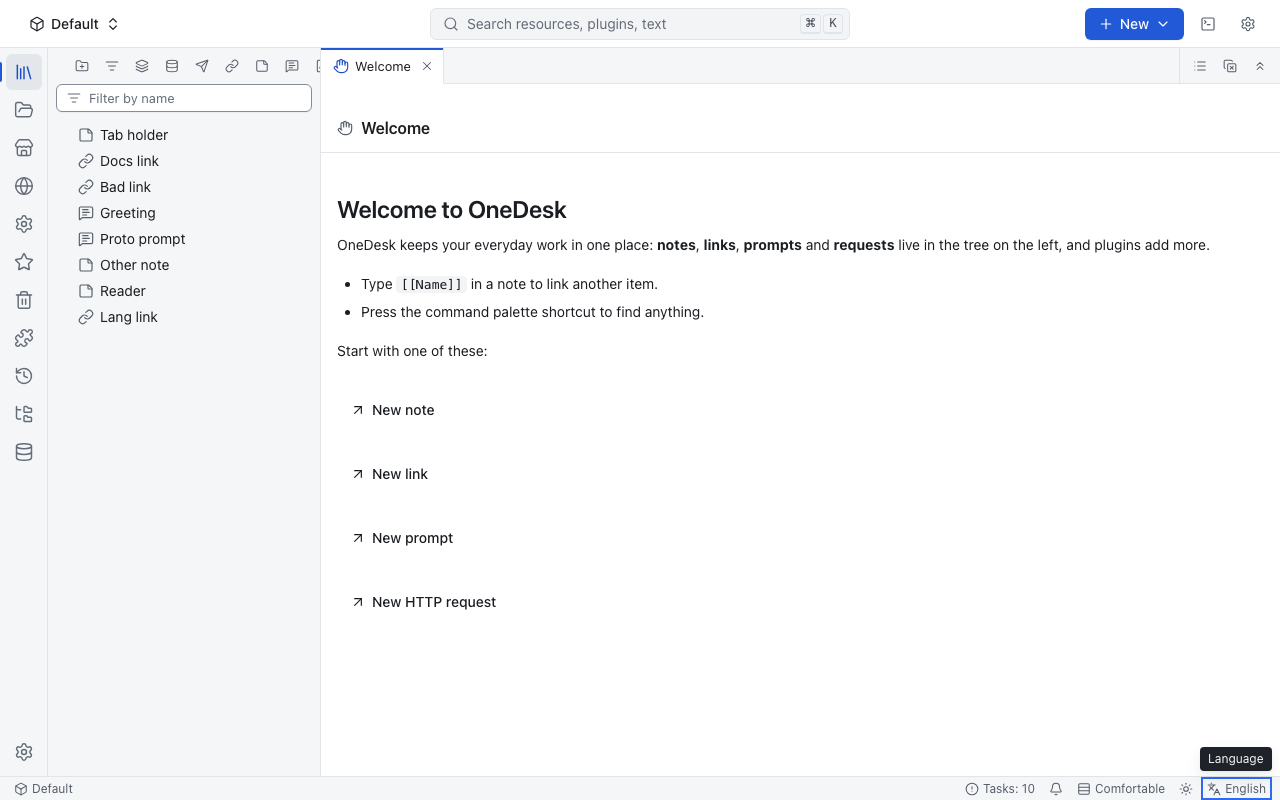 Default
Search resources, plugins, text
⌘ K
New
Welcome
Filter by name
Tab holder
Docs link
Bad link
Greeting
Proto prompt
Other note
Reader
Lang link
Welcome
Welcome to OneDesk
OneDesk keeps your everyday work in one place: notes, links, prompts and requests live in the tree on the left, and plugins add more.
Type [[Name]] in a note to link another item.
Press the command palette shortcut to find anything.
Start with one of these:
New note
New link
New prompt
New HTTP request
Language
Default
Tasks: 10
Comfortable
English